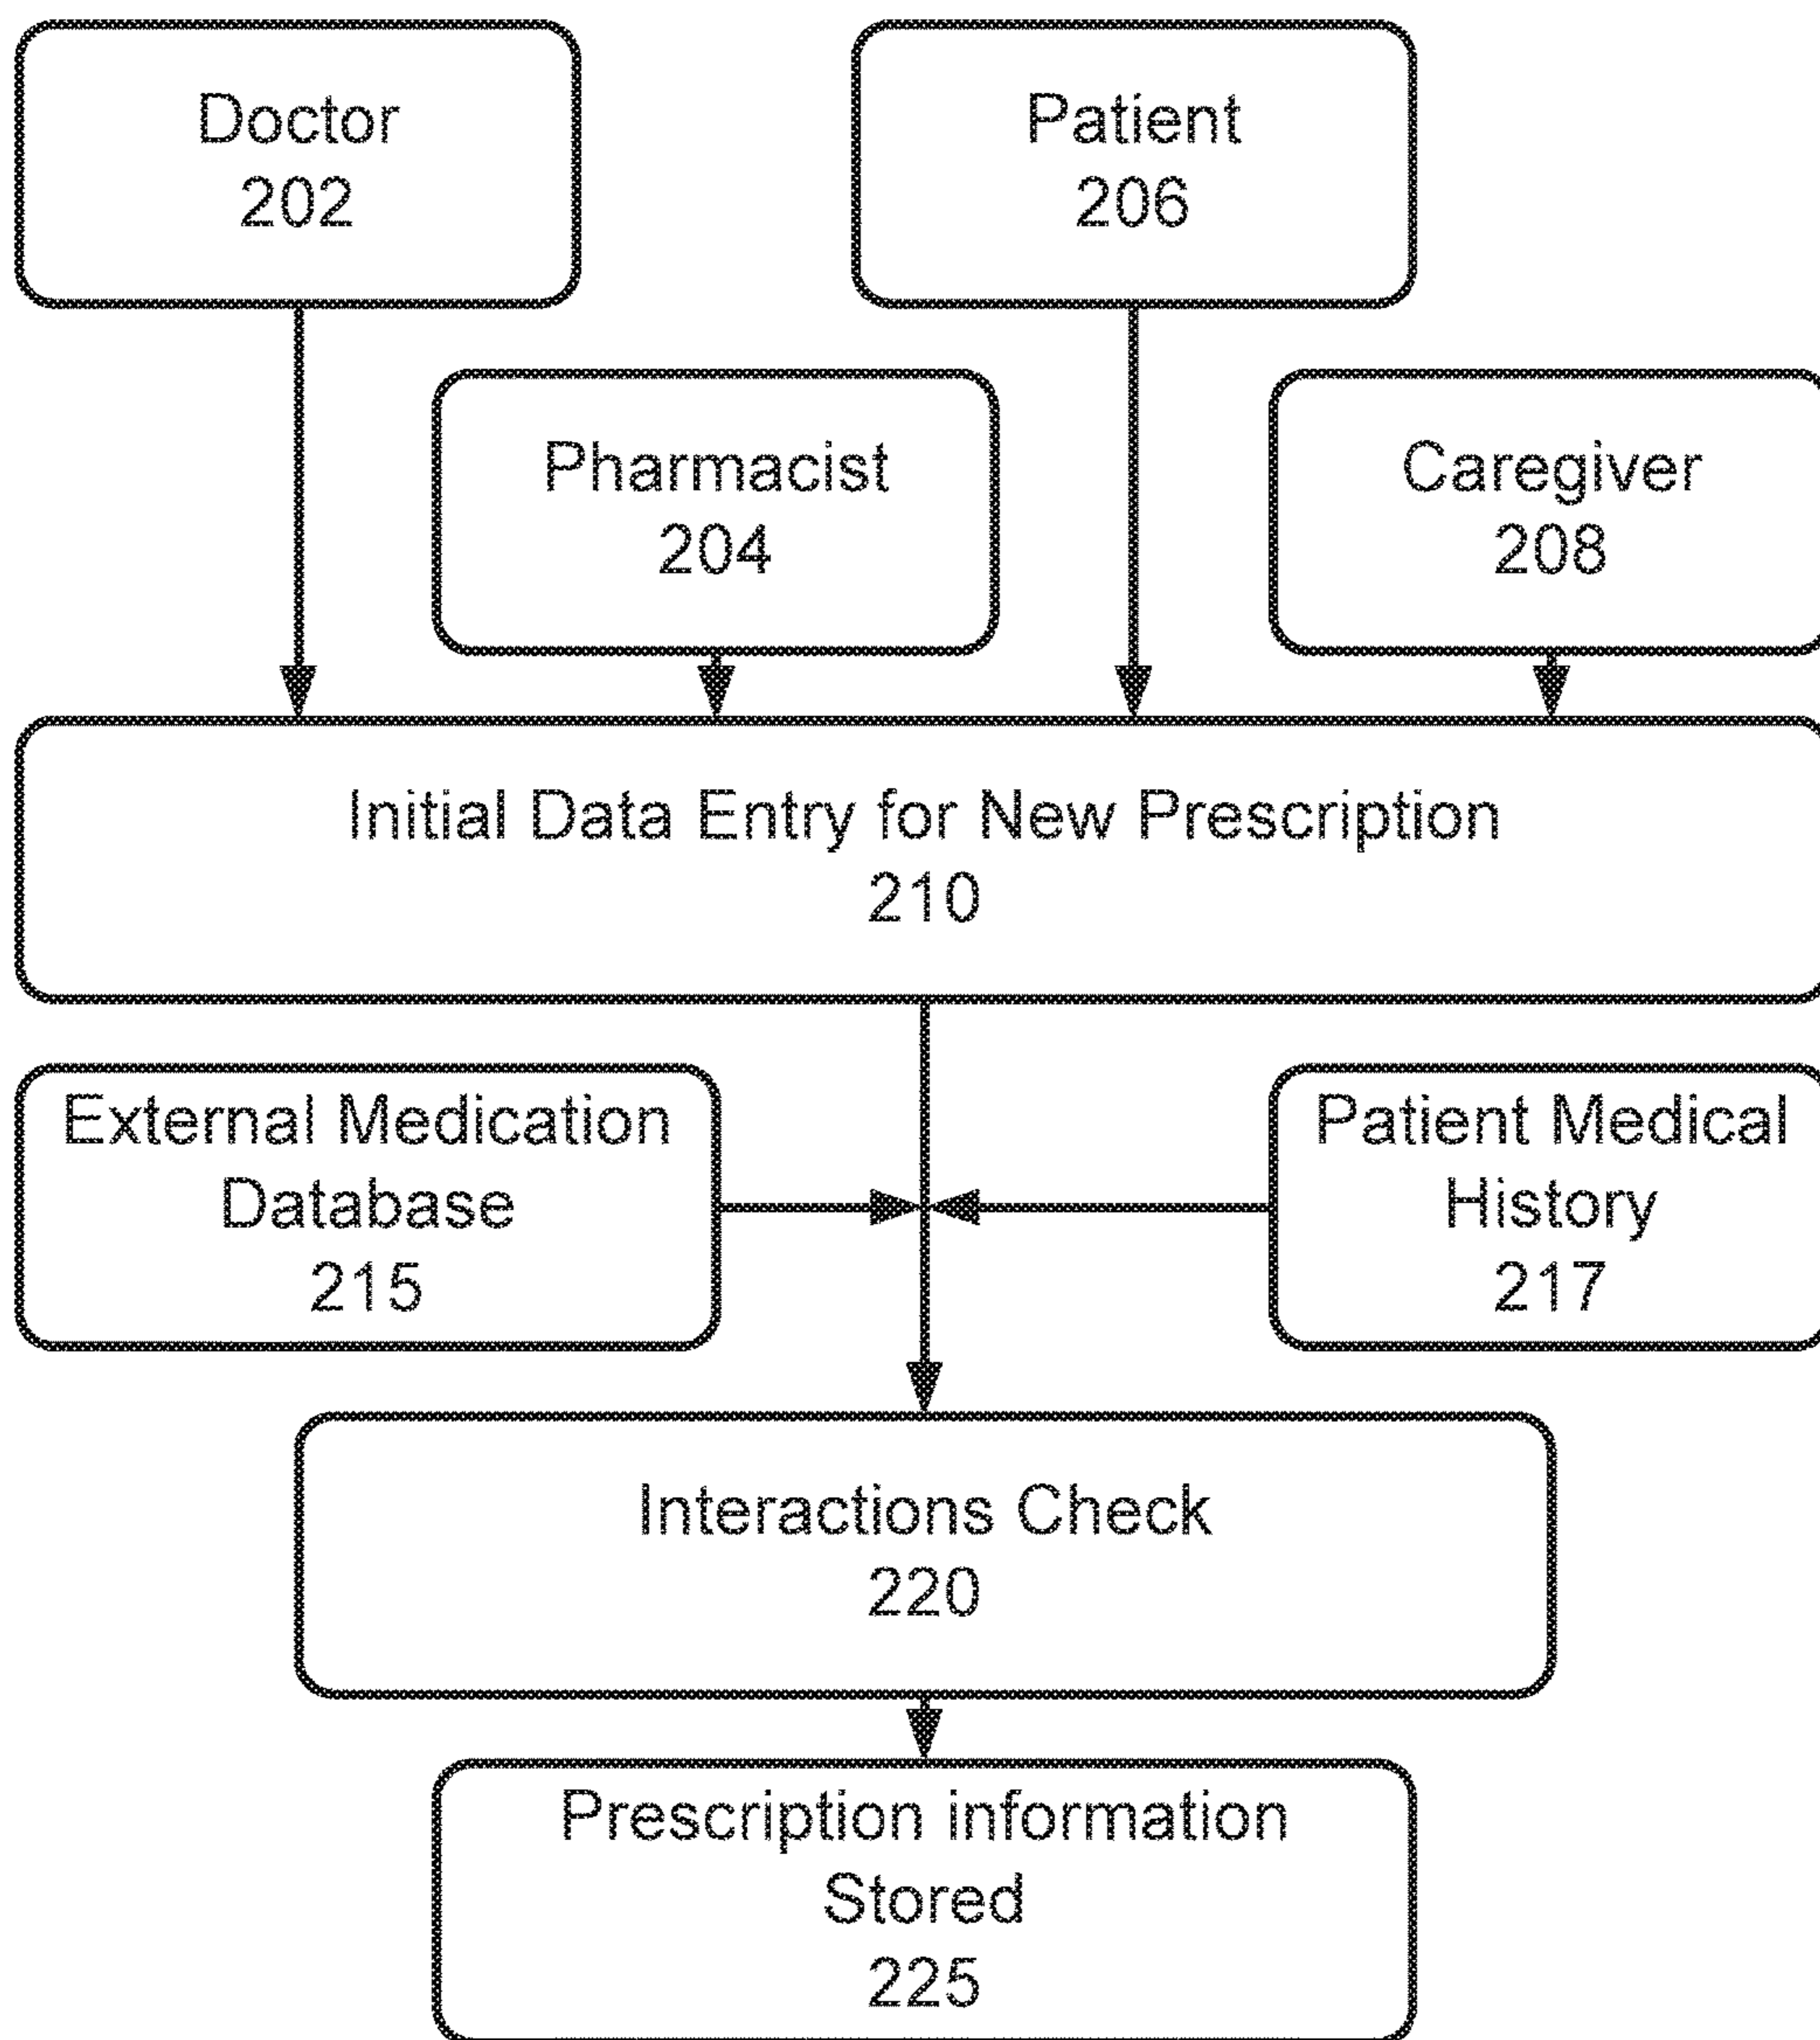 Doctor
202
Patient
206
Pharmacist
204
Caregiver
208
Initial Data Entry for New Prescription
210
External Medication
Database
215
Patient Medical
History
217
Interactions Check
220
Prescription information
Stored
225